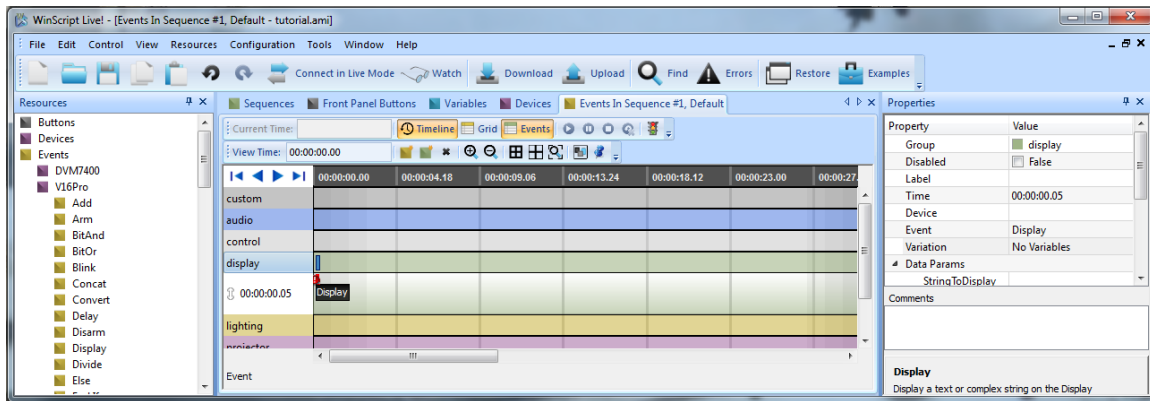 WinScript Live! - [Events In Sequence #1, Default - tutorial.ami]
File Edit Control View Resources Configuration Tools Window Help
Connect in Live Mode Watch Download Upload Find Errors Restore Examples
Resources
Buttons
Devices
Events
DVM7400
V16Pro
Add
Arm
BitAnd
BitOr
Blink
Concat
Convert
Delay
Disarm
Display
Divide
Else
Sequences Front Panel Buttons Variables Devices Events In Sequence #1, Default
Current Time: Timeline Grid Events
View Time: 00:00:00.00
00:00:00.00 00:00:04.18 00:00:09.06 00:00:13.24 00:00:18.12 00:00:23.00 00:00:27.
custom
audio
control
display
00:00:00.05 Display
lighting
projector
Event
Properties
Property Value
Group display
Disabled False
Label
Time 00:00:00.05
Device
Event Display
Variation No Variables
Data Params
StringToDisplay
Comments
Display
Display a text or complex string on the Display